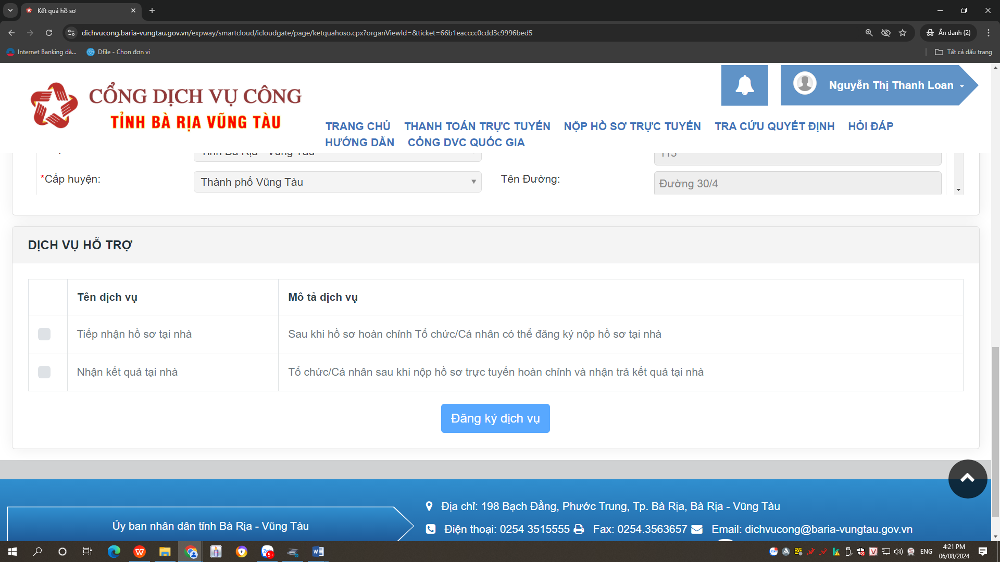 Kết quả hồ sơ
dichvucong.baria-vungtau.gov.vn/expway/smartcloud/icloudgate/page/ketquahoso.cpx?organViewId=&ticket=66b1eacccc0cdd3c9996bed5
Ẩn danh (2)
Internet Banking dà...
Dfile - Chọn đơn vi
Tất cả dấu trang
CỔNG DỊCH VỤ CÔNG
TỈNH BÀ RỊA VŨNG TÀU
Nguyễn Thị Thanh Loan
TRANG CHỦ THANH TOÁN TRỰC TUYẾN NỘP HỒ SƠ TRỰC TUYẾN TRA CỨU QUYẾT ĐỊNH HỎI ĐÁP
HƯỚNG DẪN CỔNG DVC QUỐC GIA
Tỉnh Bà Rịa - Vũng Tàu
*Cấp huyện:
Thành phố Vũng Tàu
Tên Đường:
Đường 30/4
DỊCH VỤ HỖ TRỢ
Tên dịch vụ
Mô tả dịch vụ
Tiếp nhận hồ sơ tại nhà
Sau khi hồ sơ hoàn chỉnh Tổ chức/Cá nhân có thể đăng ký nộp hồ sơ tại nhà
Nhận kết quả tại nhà
Tổ chức/Cá nhân sau khi nộp hồ sơ trực tuyến hoàn chỉnh và nhận trả kết quả tại nhà
Đăng ký dịch vụ
Ủy ban nhân dân tỉnh Bà Rịa - Vũng Tàu
Địa chỉ: 198 Bạch Đằng, Phước Trung, Tp. Bà Rịa, Bà Rịa - Vũng Tàu
Điện thoại: 0254 3515555 Fax: 0254.3563657 Email: dichvucong@baria-vungtau.gov.vn
Zalo
5+
ENG
4:21 PM
06/08/2024